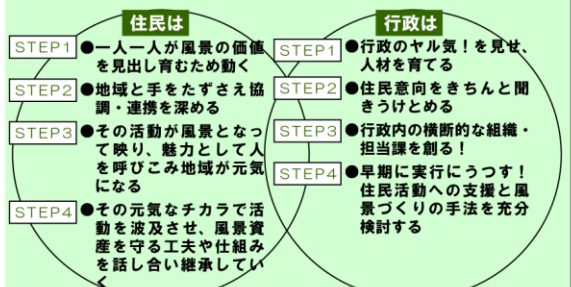 住民は
STEP1 ●一人一人が風景の価値
を見出し育むため動く
STEP2 ●地域と手をたずさえ協
調・連携を深める
STEP3 ●その活動が風景となっ
て映り、魅力として人
を呼びこみ地域が元気
になる
STEP4 ●その元気なチカラで活
動を波及させ、風景資
産を守る工夫や仕組み
を話し合い継承してい
く
行政は
STEP1 ●行政のヤル気！を見せ、
人材を育てる
STEP2 ●住民意向をきちんと聞
きうけとめる
STEP3 ●行政内の横断的な組織・
担当課を創る！
STEP4 ●早期に実行にうつす！
住民活動への支援と風
景づくりの手法を充分
検討する